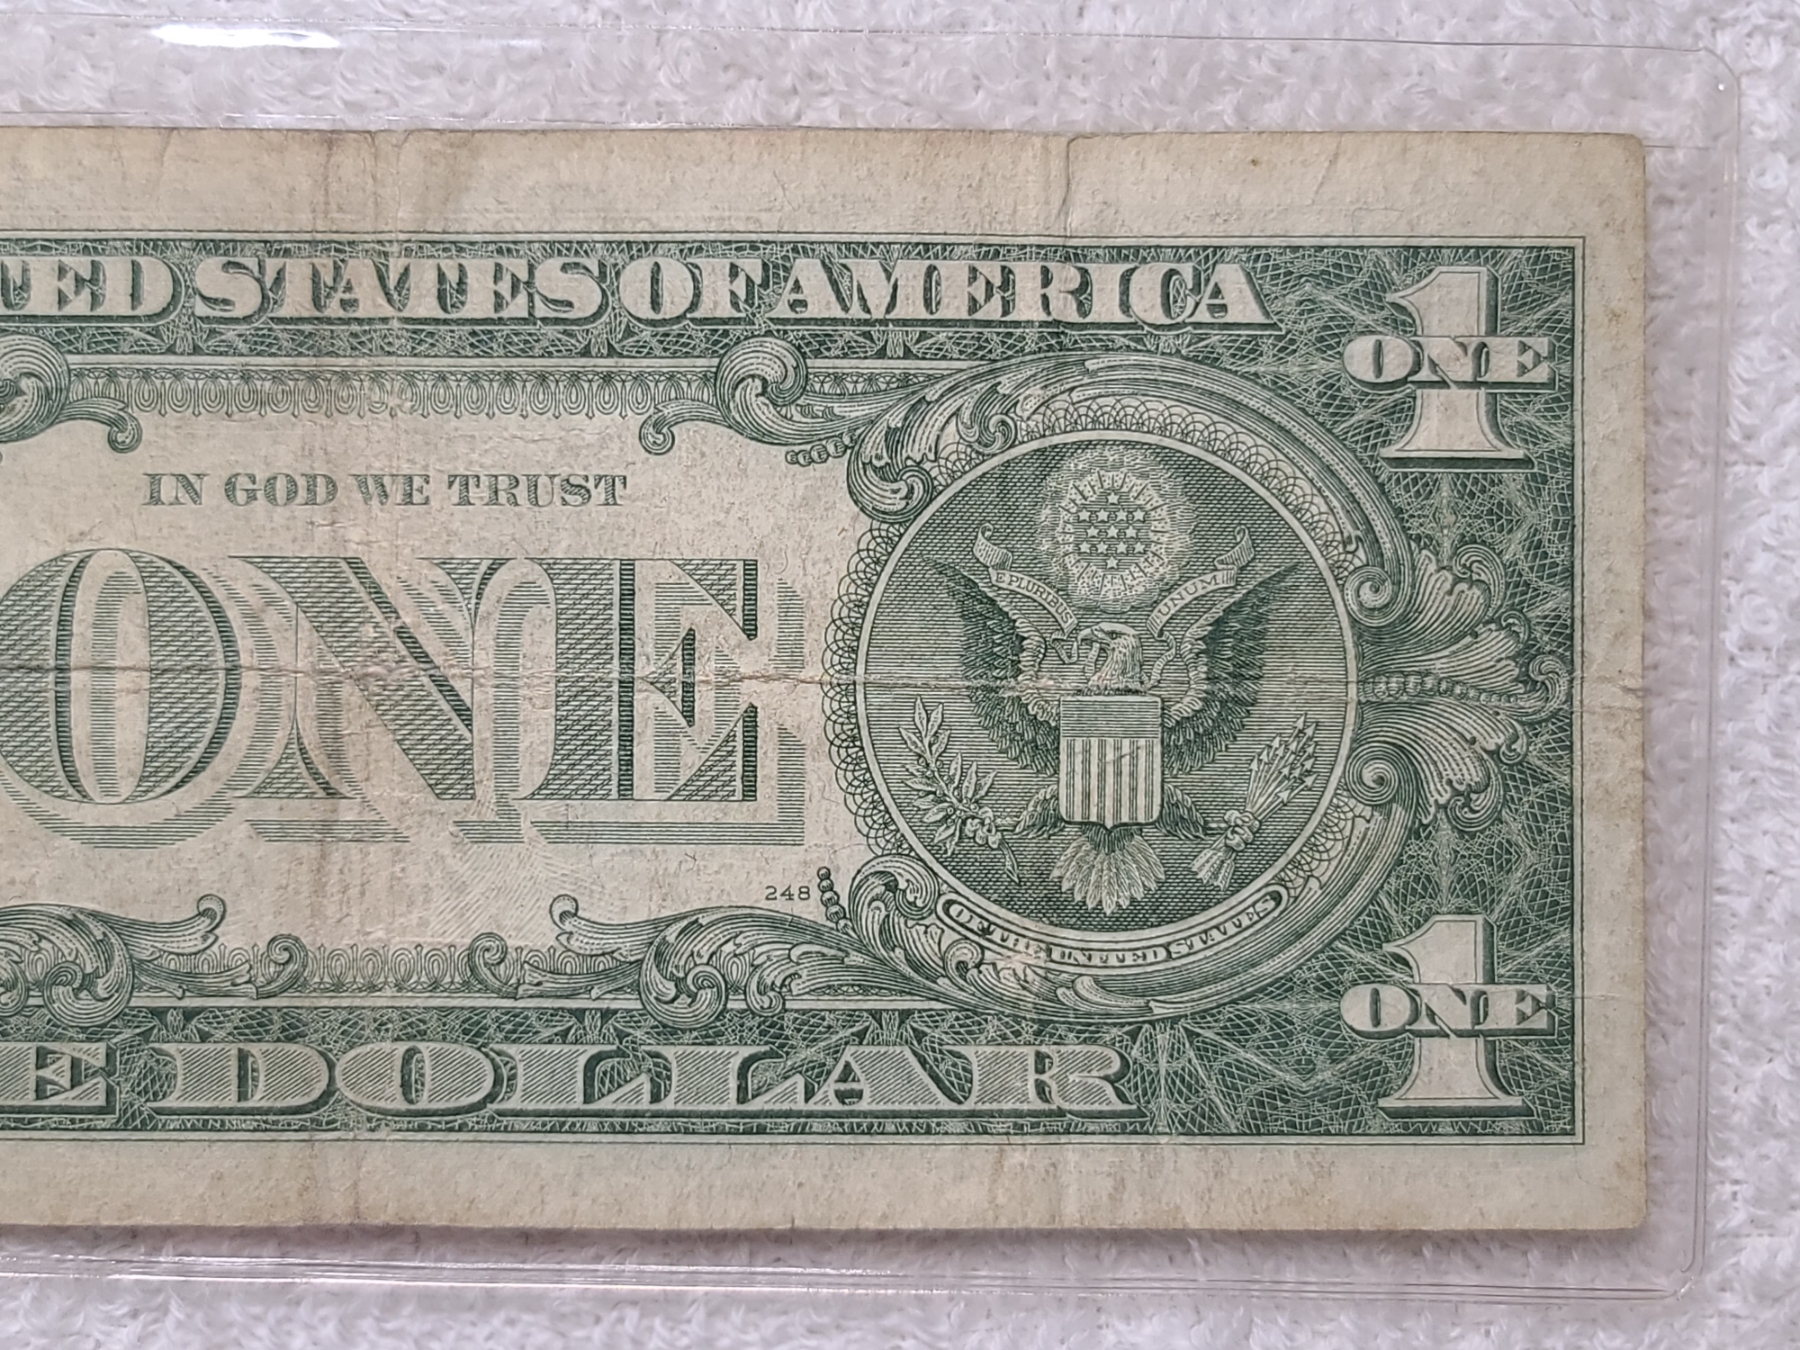 TED STATES OF AMERICA
1
ONE
IN GOD WE TRUST
E PLURIBUS UNUM
ONE
248
OF THE UNITED STATES
1
ONE
E DOLLAR